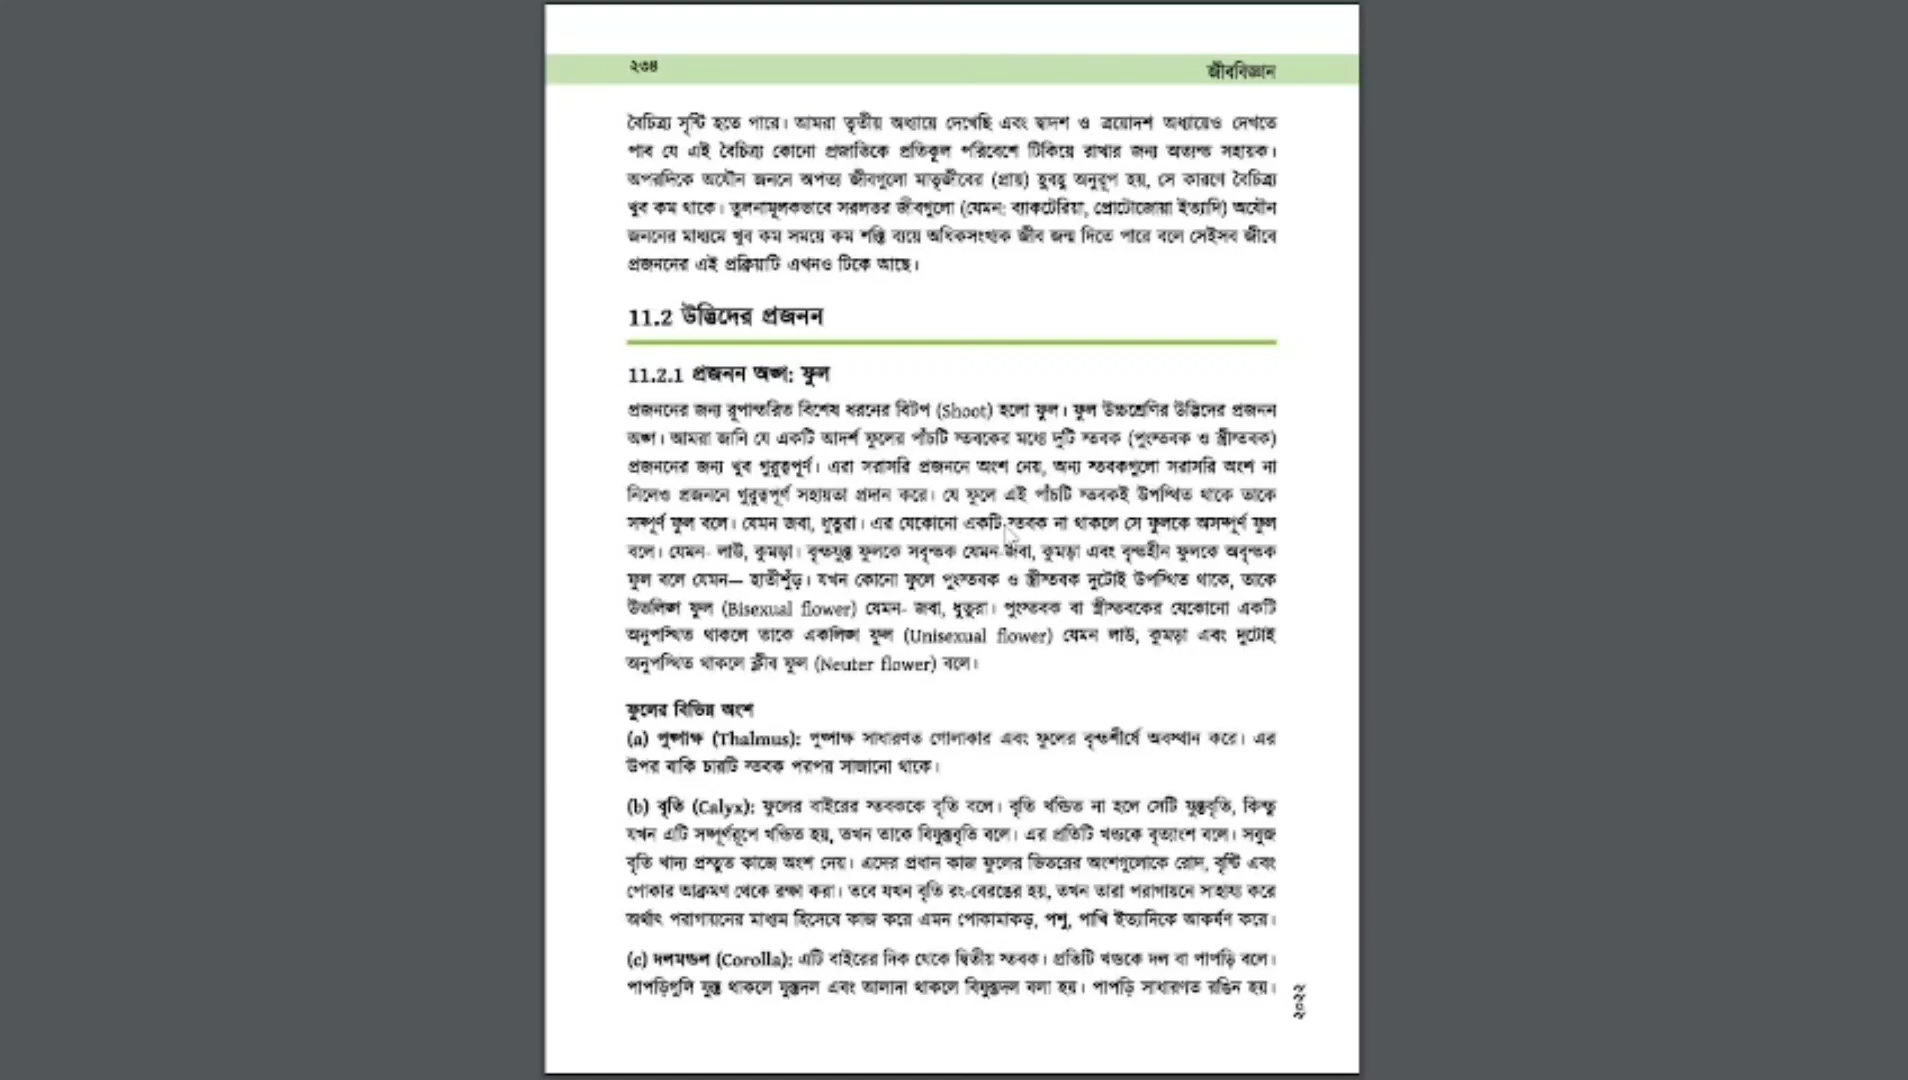 ২৩৪
জীববিজ্ঞান
বৈচিত্র্য সৃষ্টি হতে পারে। আমরা তৃতীয় অধ্যায়ে দেখেছি এবং দ্বাদশ ও ত্রয়োদশ অধ্যায়েও দেখতে
পাব যে এই বৈচিত্র্য কোনো প্রজাতিকে প্রতিকূল পরিবেশে টিকিয়ে রাখার জন্য অত্যন্ত সহায়ক।
অপরদিকে অযৌন জননে অপত্য জীবগুলো মাতৃজীবের (প্রায়) হুবহু অনুরূপ হয়, সে কারণে বৈচিত্র্য
খুব কম থাকে। তুলনামূলকভাবে সরলতর জীবগুলো (যেমন: ব্যাকটেরিয়া, প্রোটোজোয়া ইত্যাদি) অযৌন
জননের মাধ্যমে খুব কম সময়ে কম শক্তি ব্যয়ে অধিকসংখ্যক জীব জন্ম দিতে পারে বলে সেইসব জীবে
প্রজননের এই প্রক্রিয়াটি এখনও টিকে আছে।
11.2 উদ্ভিদের প্রজনন
11.2.1 প্রজনন অঙ্গ: ফুল
প্রজননের জন্য রূপান্তরিত বিশেষ ধরনের বিটপ (Shoot) হলো ফুল। ফুল উচ্চশ্রেণির উদ্ভিদের প্রজনন
অঙ্গ। আমরা জানি যে একটি আদর্শ ফুলের পাঁচটি স্তবকের মধ্যে দুটি স্তবক (পুংস্তবক ও স্ত্রীস্তবক)
প্রজননের জন্য খুব গুরুত্বপূর্ণ। এরা সরাসরি প্রজননে অংশ নেয়, অন্য স্তবকগুলো সরাসরি অংশ না
নিলেও প্রজননে গুরুত্বপূর্ণ সহায়তা প্রদান করে। যে ফুলে এই পাঁচটি স্তবকই উপস্থিত থাকে তাকে
সম্পূর্ণ ফুল বলে। যেমন জবা, ধুতুরা। এর যেকোনো একটি স্তবক না থাকলে সে ফুলকে অসম্পূর্ণ ফুল
বলে। যেমন- লাউ, কুমড়া। বৃন্তযুক্ত ফুলকে সবৃন্তক যেমন-জবা, কুমড়া এবং বৃন্তহীন ফুলকে অবৃন্তক
ফুল বলে যেমন— হাতীশুঁড়। যখন কোনো ফুলে পুংস্তবক ও স্ত্রীস্তবক দুটোই উপস্থিত থাকে, তাকে
উভলিঙ্গ ফুল (Bisexual flower) যেমন- জবা, ধুতুরা। পুংস্তবক বা স্ত্রীস্তবকের যেকোনো একটি
অনুপস্থিত থাকলে তাকে একলিঙ্গ ফুল (Unisexual flower) যেমন লাউ, কুমড়া এবং দুটোই
অনুপস্থিত থাকলে ক্লীব ফুল (Neuter flower) বলে।
ফুলের বিভিন্ন অংশ
(a) পুষ্পাক্ষ (Thalmus): পুষ্পাক্ষ সাধারণত গোলাকার এবং ফুলের বৃন্তশীর্ষে অবস্থান করে। এর
উপর বাকি চারটি স্তবক পরপর সাজানো থাকে।
(b) বৃতি (Calyx): ফুলের বাইরের স্তবককে বৃতি বলে। বৃতি খণ্ডিত না হলে সেটি যুক্তবৃতি, কিন্তু
যখন এটি সম্পূর্ণরূপে খণ্ডিত হয়, তখন তাকে বিযুক্তবৃতি বলে। এর প্রতিটি খণ্ডকে বৃত্যাংশ বলে। সবুজ
বৃতি খাদ্য প্রস্তুত কাজে অংশ নেয়। এদের প্রধান কাজ ফুলের ভিতরের অংশগুলোকে রোদ, বৃষ্টি এবং
পোকার আক্রমণ থেকে রক্ষা করা। তবে যখন বৃতি রং-বেরঙের হয়, তখন তারা পরাগায়নে সাহায্য করে
অর্থাৎ পরাগায়নের মাধ্যম হিসেবে কাজ করে এমন পোকামাকড়, পশু, পাখি ইত্যাদিকে আকর্ষণ করে।
(c) দলমণ্ডল (Corolla): এটি বাইরের দিক থেকে দ্বিতীয় স্তবক। প্রতিটি খণ্ডকে দল বা পাপড়ি বলে।
পাপড়িগুলি যুক্ত থাকলে যুক্তদল এবং আলাদা থাকলে বিযুক্তদল বলা হয়। পাপড়ি সাধারণত রঙিন হয়।
২০২২